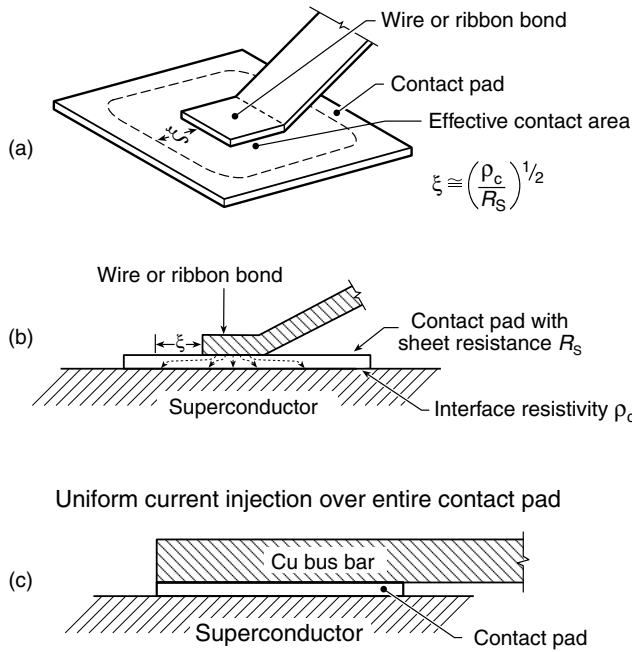 Wire or ribbon bond
Contact pad
Effective contact area
ξ
(a)
ξ ≅ (ρc/RS)^1/2
Wire or ribbon bond
(b)
ξ
Contact pad with
sheet resistance RS
Superconductor
Interface resistivity ρc
Uniform current injection over entire contact pad
(c)
Cu bus bar
Superconductor
Contact pad